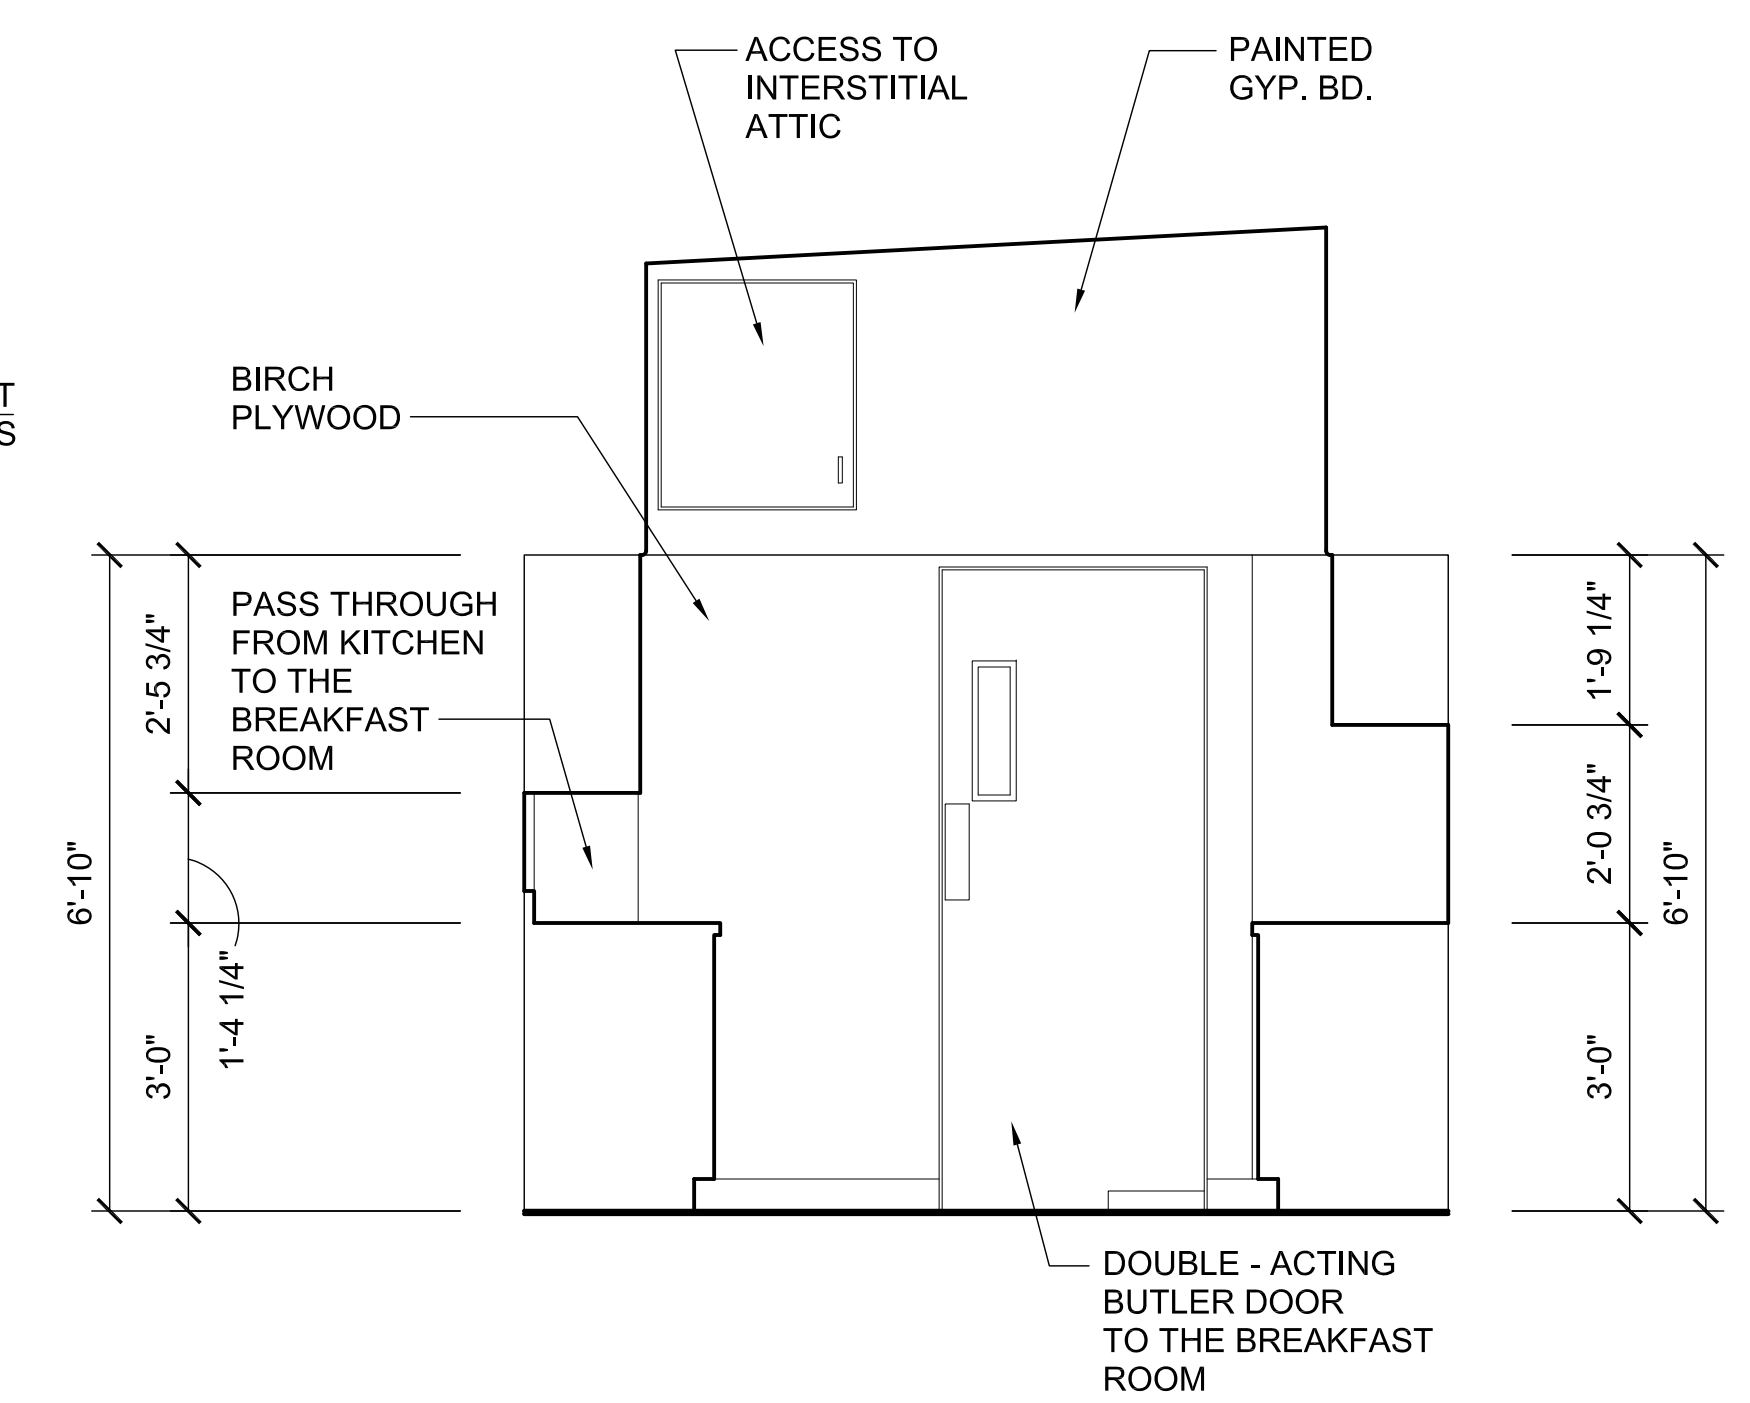 ACCESS TO
INTERSTITIAL
ATTIC
PAINTED
GYP. BD.
T
S
BIRCH
PLYWOOD
PASS THROUGH
FROM KITCHEN
TO THE
BREAKFAST
ROOM
6'-10"
2'-5 3/4"
1'-4 1/4"
3'-0"
1'-9 1/4"
2'-0 3/4"
3'-0"
6'-10"
DOUBLE - ACTING
BUTLER DOOR
TO THE BREAKFAST
ROOM